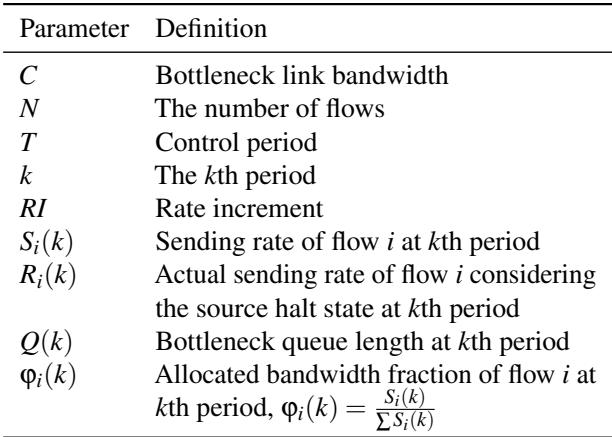 Parameter Definition
C Bottleneck link bandwidth
N The number of flows
T Control period
k The kth period
RI Rate increment
S_i(k) Sending rate of flow i at kth period
R_i(k) Actual sending rate of flow i considering
the source halt state at kth period
Q(k) Bottleneck queue length at kth period
φ_i(k) Allocated bandwidth fraction of flow i at
kth period, φ_i(k) = S_i(k) / ∑ S_i(k)